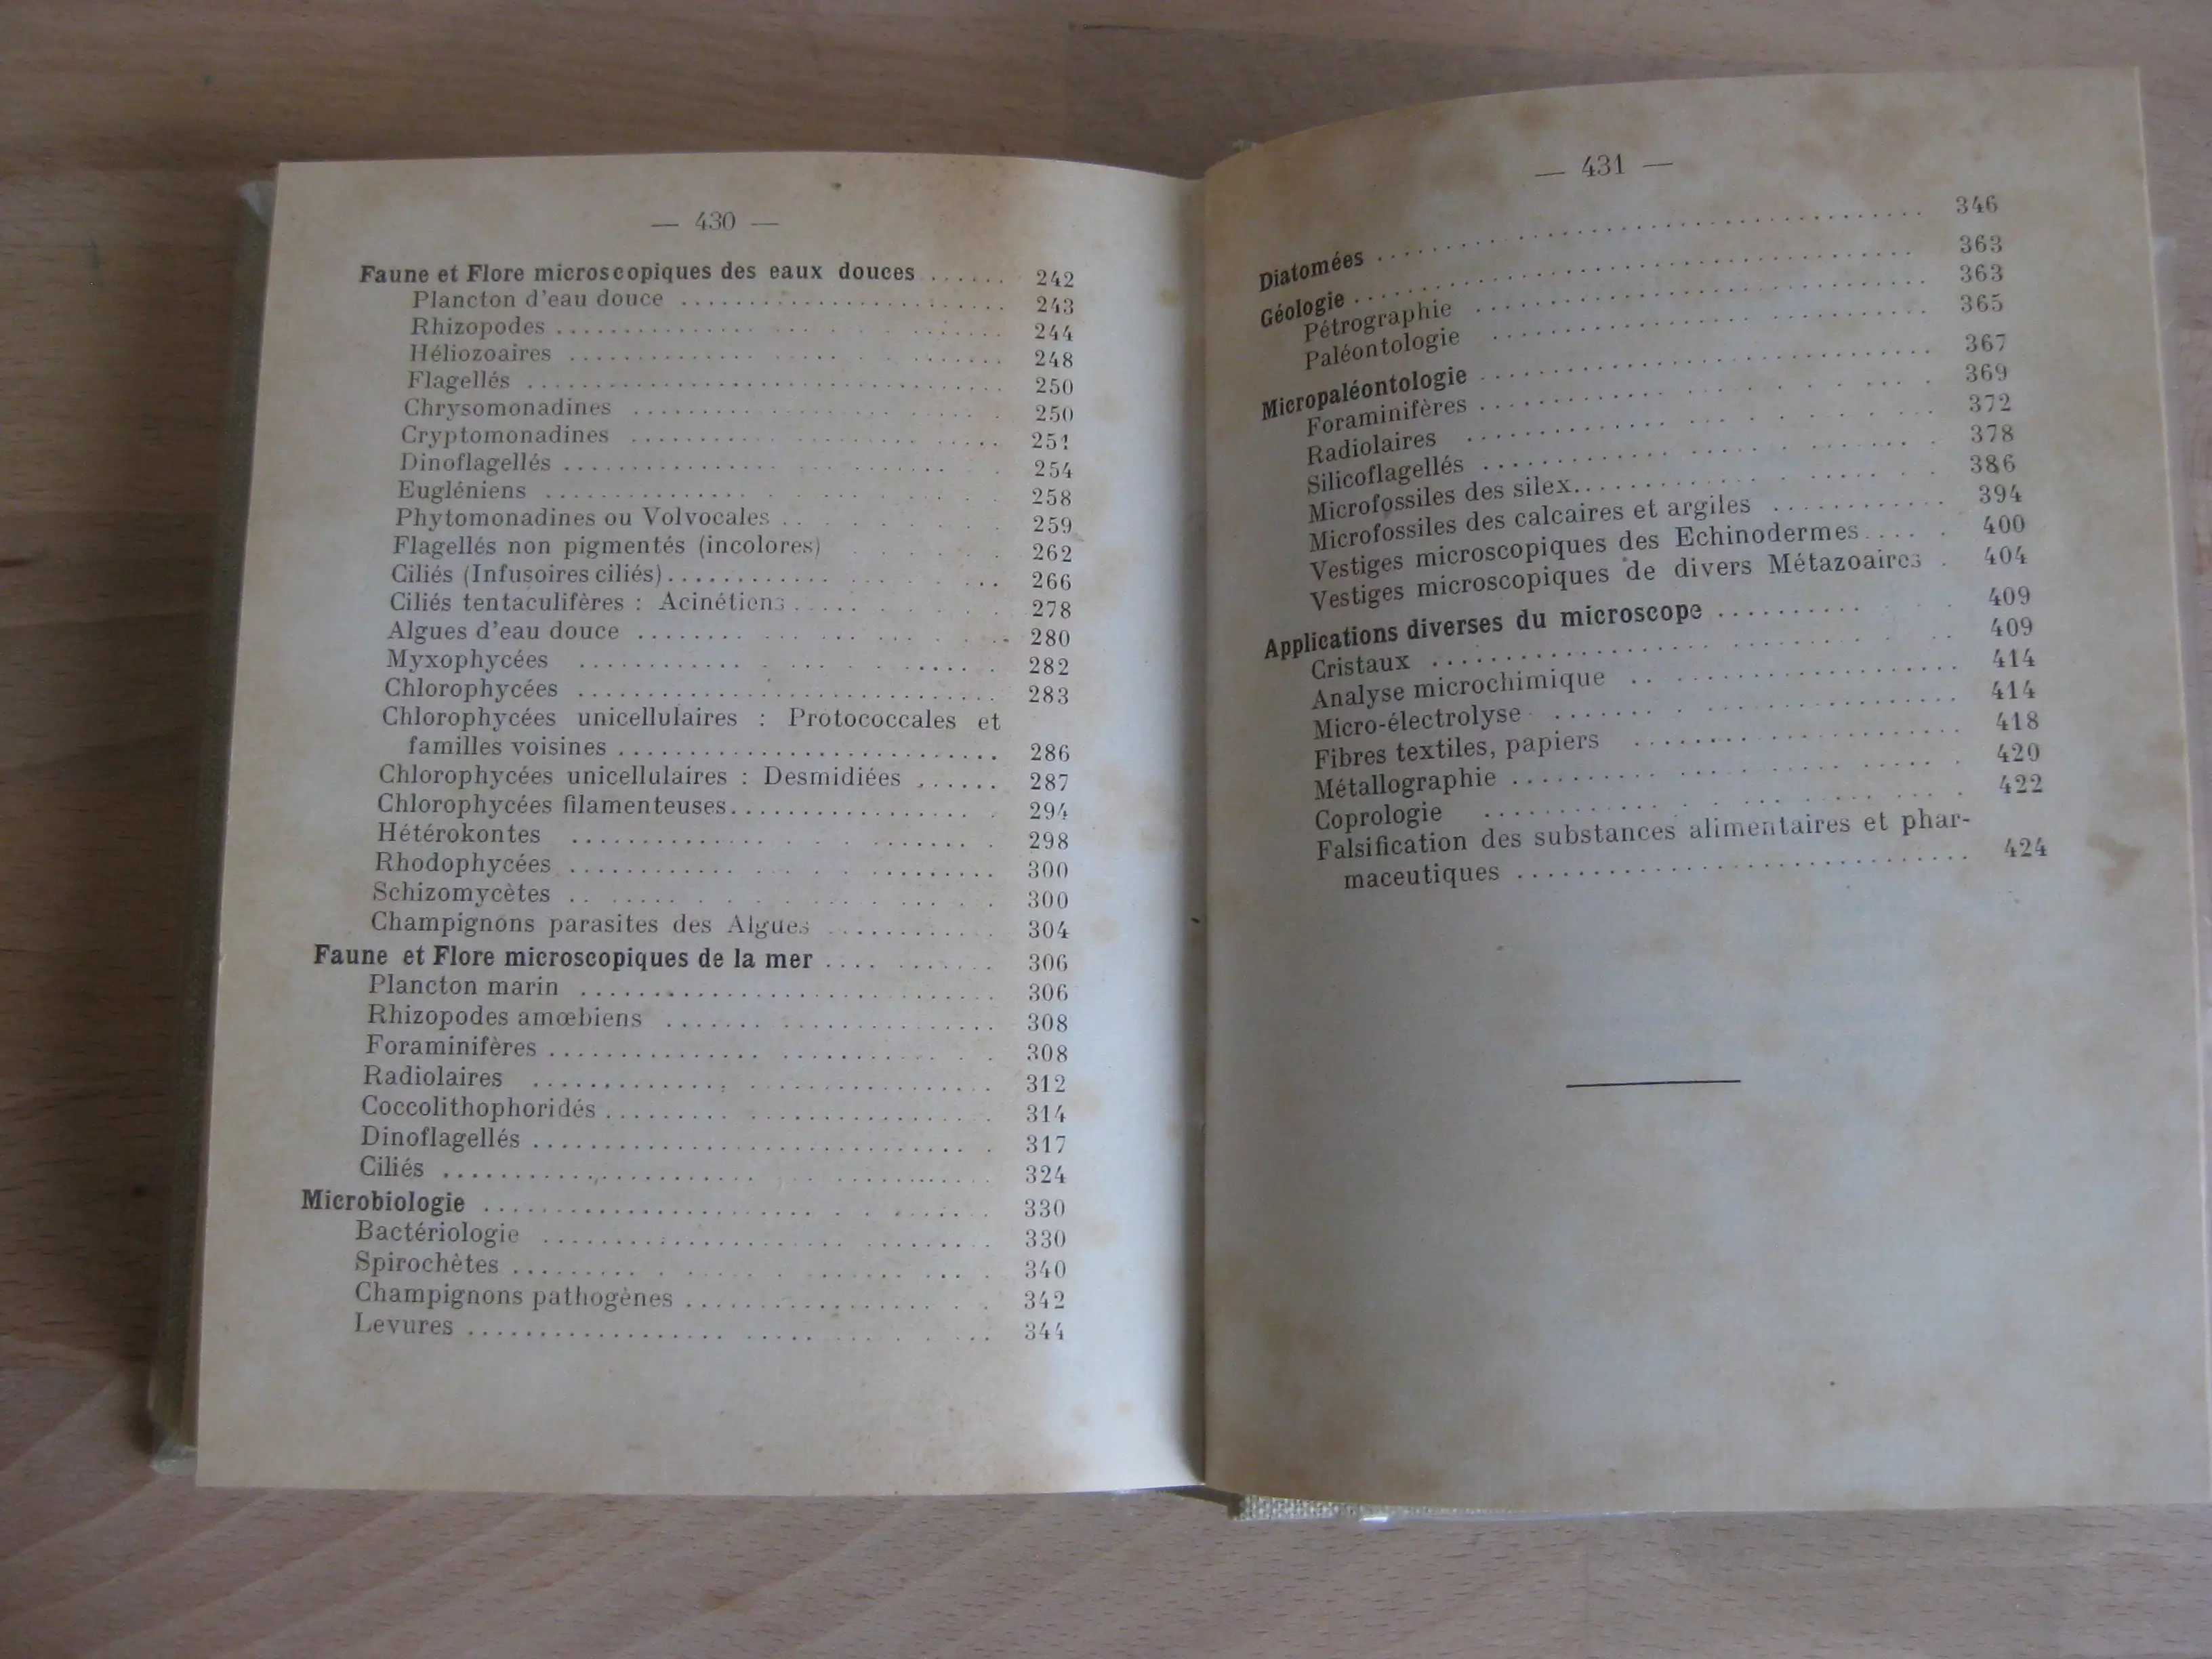 — 430 —
Faune et Flore microscopiques des eaux douces ....... 242
Plancton d'eau douce ....... 243
Rhizopodes ....... 244
Héliozoaires ....... 248
Flagellés ....... 250
Chrysomonadines ....... 250
Cryptomonadines ....... 251
Dinoflagellés ....... 254
Eugléniens ....... 258
Phytomonadines ou Volvocales ....... 259
Flagellés non pigmentés (incolores) ....... 262
Ciliés (Infusoires ciliés) ....... 266
Ciliés tentaculifères : Acinétiens ....... 278
Algues d'eau douce ....... 280
Myxophycées ....... 282
Chlorophycées ....... 283
Chlorophycées unicellulaires : Protococcales et
familles voisines ....... 286
Chlorophycées unicellulaires : Desmidiées ....... 287
Chlorophycées filamenteuses ....... 294
Hétérokontes ....... 298
Rhodophycées ....... 300
Schizomycètes ....... 300
Champignons parasites des Algues ....... 304
Faune et Flore microscopiques de la mer ....... 306
Plancton marin ....... 306
Rhizopodes amœbiens ....... 308
Foraminifères ....... 308
Radiolaires ....... 312
Coccolithophoridés ....... 314
Dinoflagellés ....... 317
Ciliés ....... 324
Microbiologie ....... 330
Bactériologie ....... 330
Spirochètes ....... 340
Champignons pathogènes ....... 342
Levures ....... 344
— 431 —
Diatomées ....... 346
Géologie ....... 363
Pétrographie ....... 363
Paléontologie ....... 365
Micropaléontologie ....... 367
Foraminifères ....... 369
Radiolaires ....... 372
Silicoflagellés ....... 378
Microfossiles des silex ....... 386
Microfossiles des calcaires et argiles ....... 394
Vestiges microscopiques des Echinodermes ....... 400
Vestiges microscopiques de divers Métazoaires ....... 404
Applications diverses du microscope ....... 409
Cristaux ....... 409
Analyse microchimique ....... 414
Micro-électrolyse ....... 414
Fibres textiles, papiers ....... 418
Métallographie ....... 420
Coprologie ....... 422
Falsification des substances alimentaires et phar-
maceutiques ....... 424